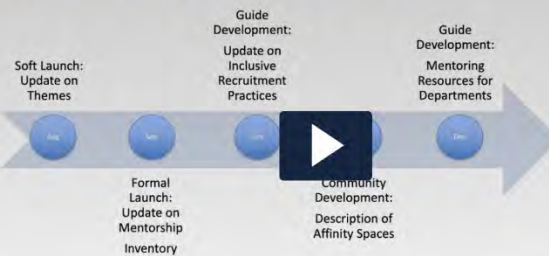 Soft Launch:
Update on
Themes
Formal
Launch:
Update on
Mentorship
Inventory
Guide
Development:
Update on
Inclusive
Recruitment
Practices
Community
Development:
Description of
Affinity Spaces
Guide
Development:
Mentoring
Resources for
Departments